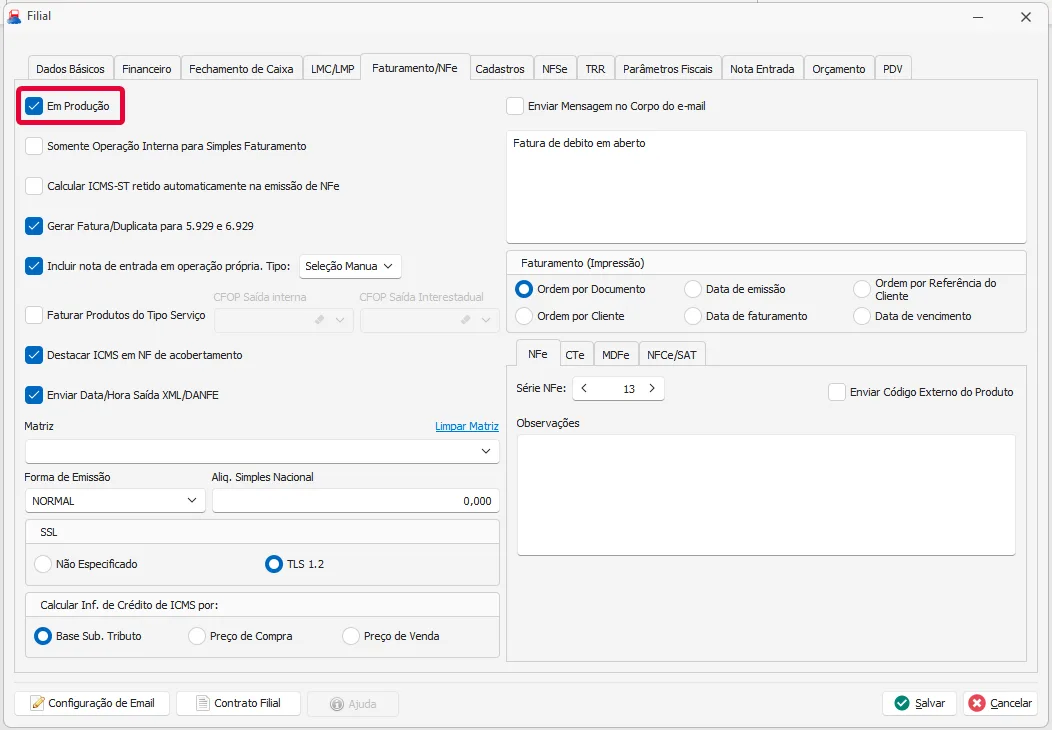 Filial
Dados Básicos Financeiro Fechamento de Caixa LMC/LMP Faturamento/NFe Cadastros NFSe TRR Parâmetros Fiscais Nota Entrada Orçamento PDV
Em Produção
Somente Operação Interna para Simples Faturamento
Calcular ICMS-ST retido automaticamente na emissão de NFe
Gerar Fatura/Duplicata para 5.929 e 6.929
Incluir nota de entrada em operação própria. Tipo: Seleção Manua
CFOP Saída interna CFOP Saída Interestadual
Faturar Produtos do Tipo Serviço
Destacar ICMS em NF de acobertamento
Enviar Data/Hora Saída XML/DANFE
Matriz Limpar Matriz
Forma de Emissão Aliq. Simples Nacional
NORMAL 0,000
SSL
Não Especificado TLS 1.2
Calcular Inf. de Crédito de ICMS por:
Base Sub. Tributo Preço de Compra Preço de Venda
Enviar Mensagem no Corpo do e-mail
Fatura de debito em aberto
Faturamento (Impressão)
Ordem por Documento Data de emissão Ordem por Referência do
Cliente
Ordem por Cliente Data de faturamento Data de vencimento
NFe CTe MDFe NFCe/SAT
Série NFe: 13 Enviar Código Externo do Produto
Observações
Configuração de Email Contrato Filial Ajuda Salvar Cancelar